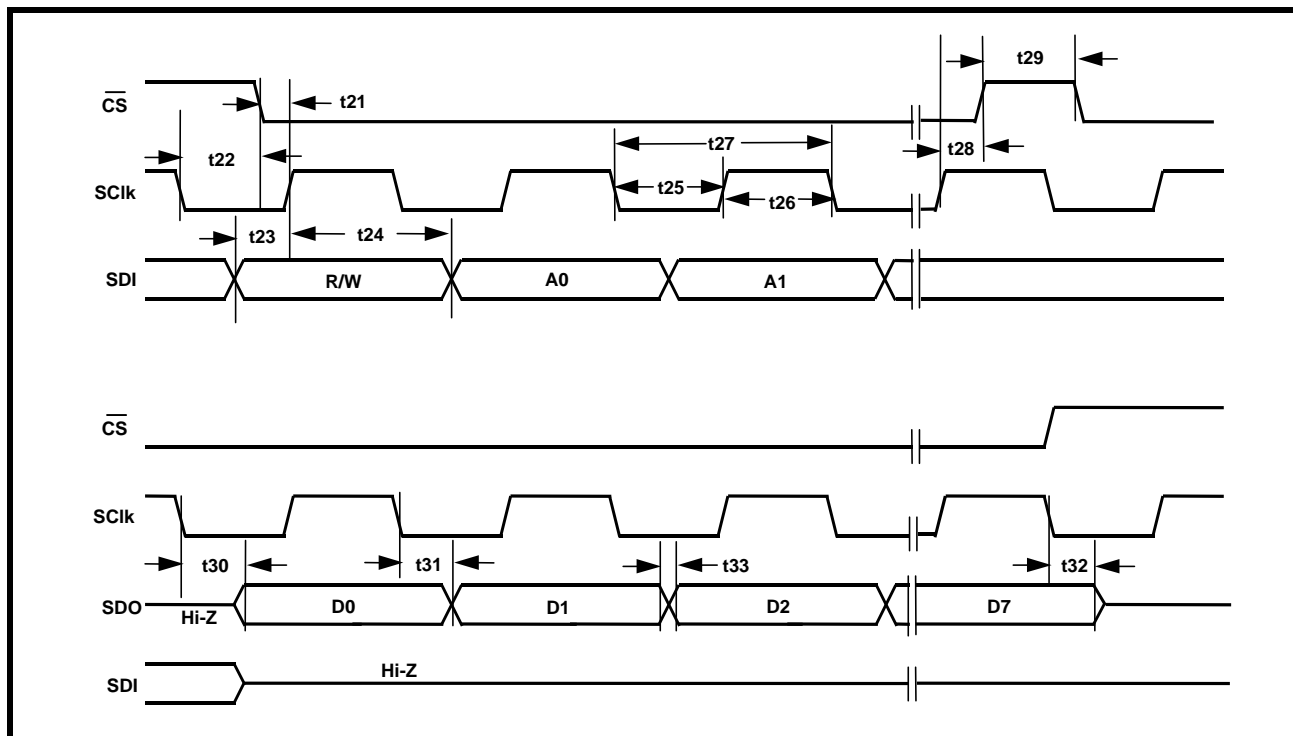 t29
CS
t21
t22
t27
t28
SClk
t25
t26
t23
t24
SDI
R/W
A0
A1
CS
SClk
t30
t31
t33
t32
SDO
Hi-Z
D0
D1
D2
D7
Hi-Z
SDI